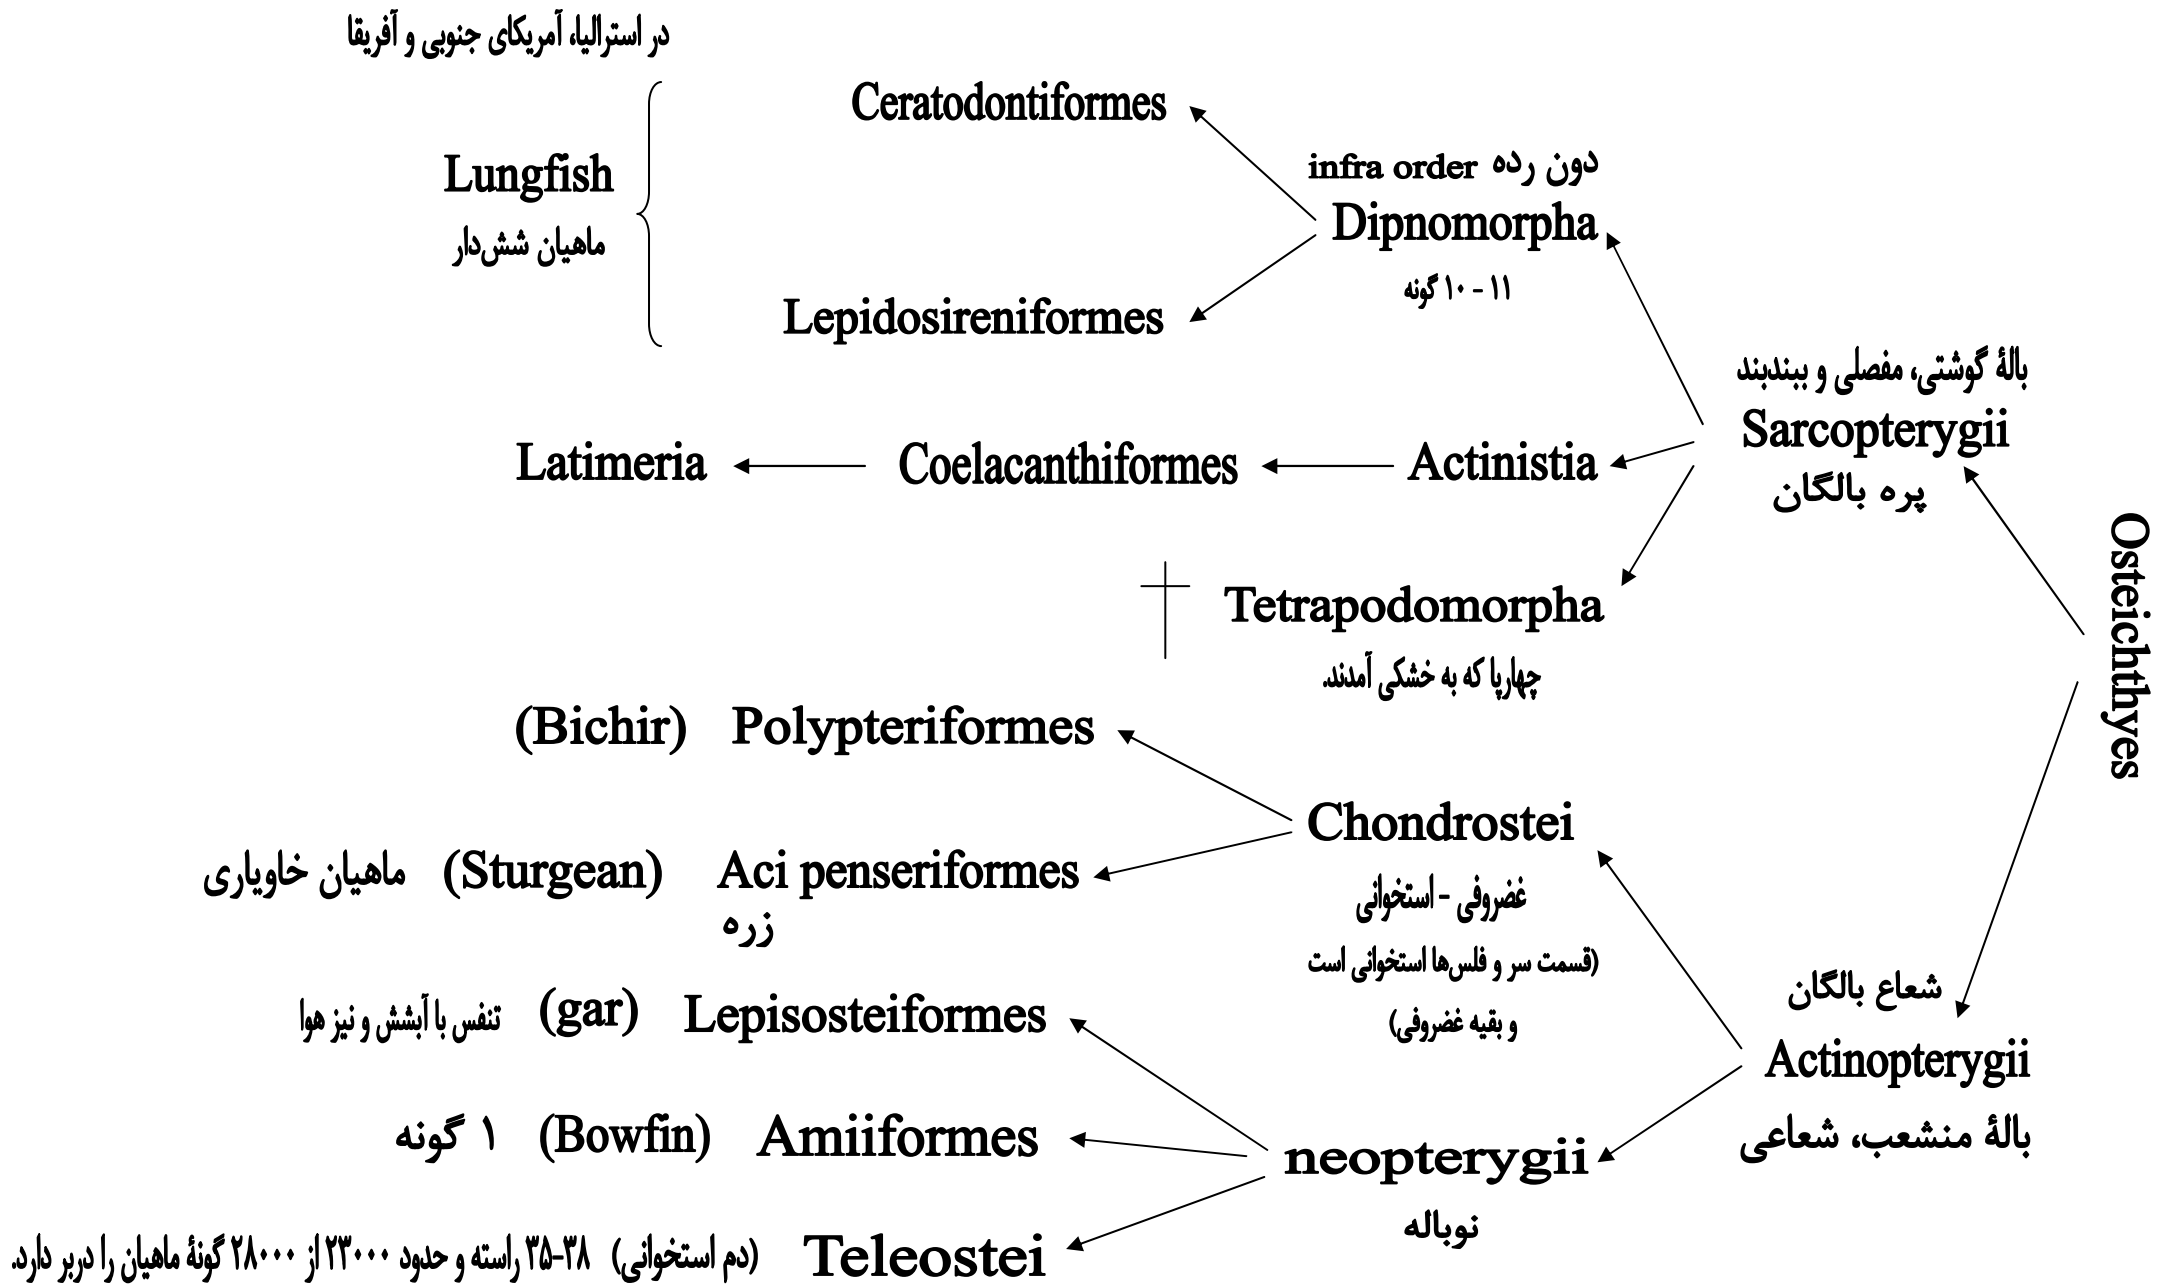 در استرالیا، آمریکای جنوبی و آفریقا
Ceratodontiformes
Lungfish
ماهیان شش‌دار
دون رده infra order
Dipnomorpha
۱۰ - ۱۱ گونه
Lepidosireniformes
بالهٔ گوشتی، مفصلی و ببندبند
Sarcopterygii
پره بالگان
Actinistia
Coelacanthiformes
Latimeria
Osteichthyes
Tetrapodomorpha
چهارپا که به خشکی آمدند.
Polypteriformes (Bichir)
Chondrostei
غضروفی - استخوانی
(قسمت سر و فلس‌ها استخوانی است
و بقیه غضروفی)
Aci penseriformes (Sturgean) ماهیان خاویاری
زره
شعاع بالگان
Actinopterygii
بالهٔ منشعب، شعاعی
Lepisosteiformes (gar) تنفس با آبشش و نیز هوا
Amiiformes (Bowfin) ۱ گونه
neopterygii
نوباله
Teleostei (دم استخوانی) ۳۵-۳۸ راسته و حدود ۲۳۰۰۰ از ۲۸۰۰۰ گونهٔ ماهیان را دربر دارد.